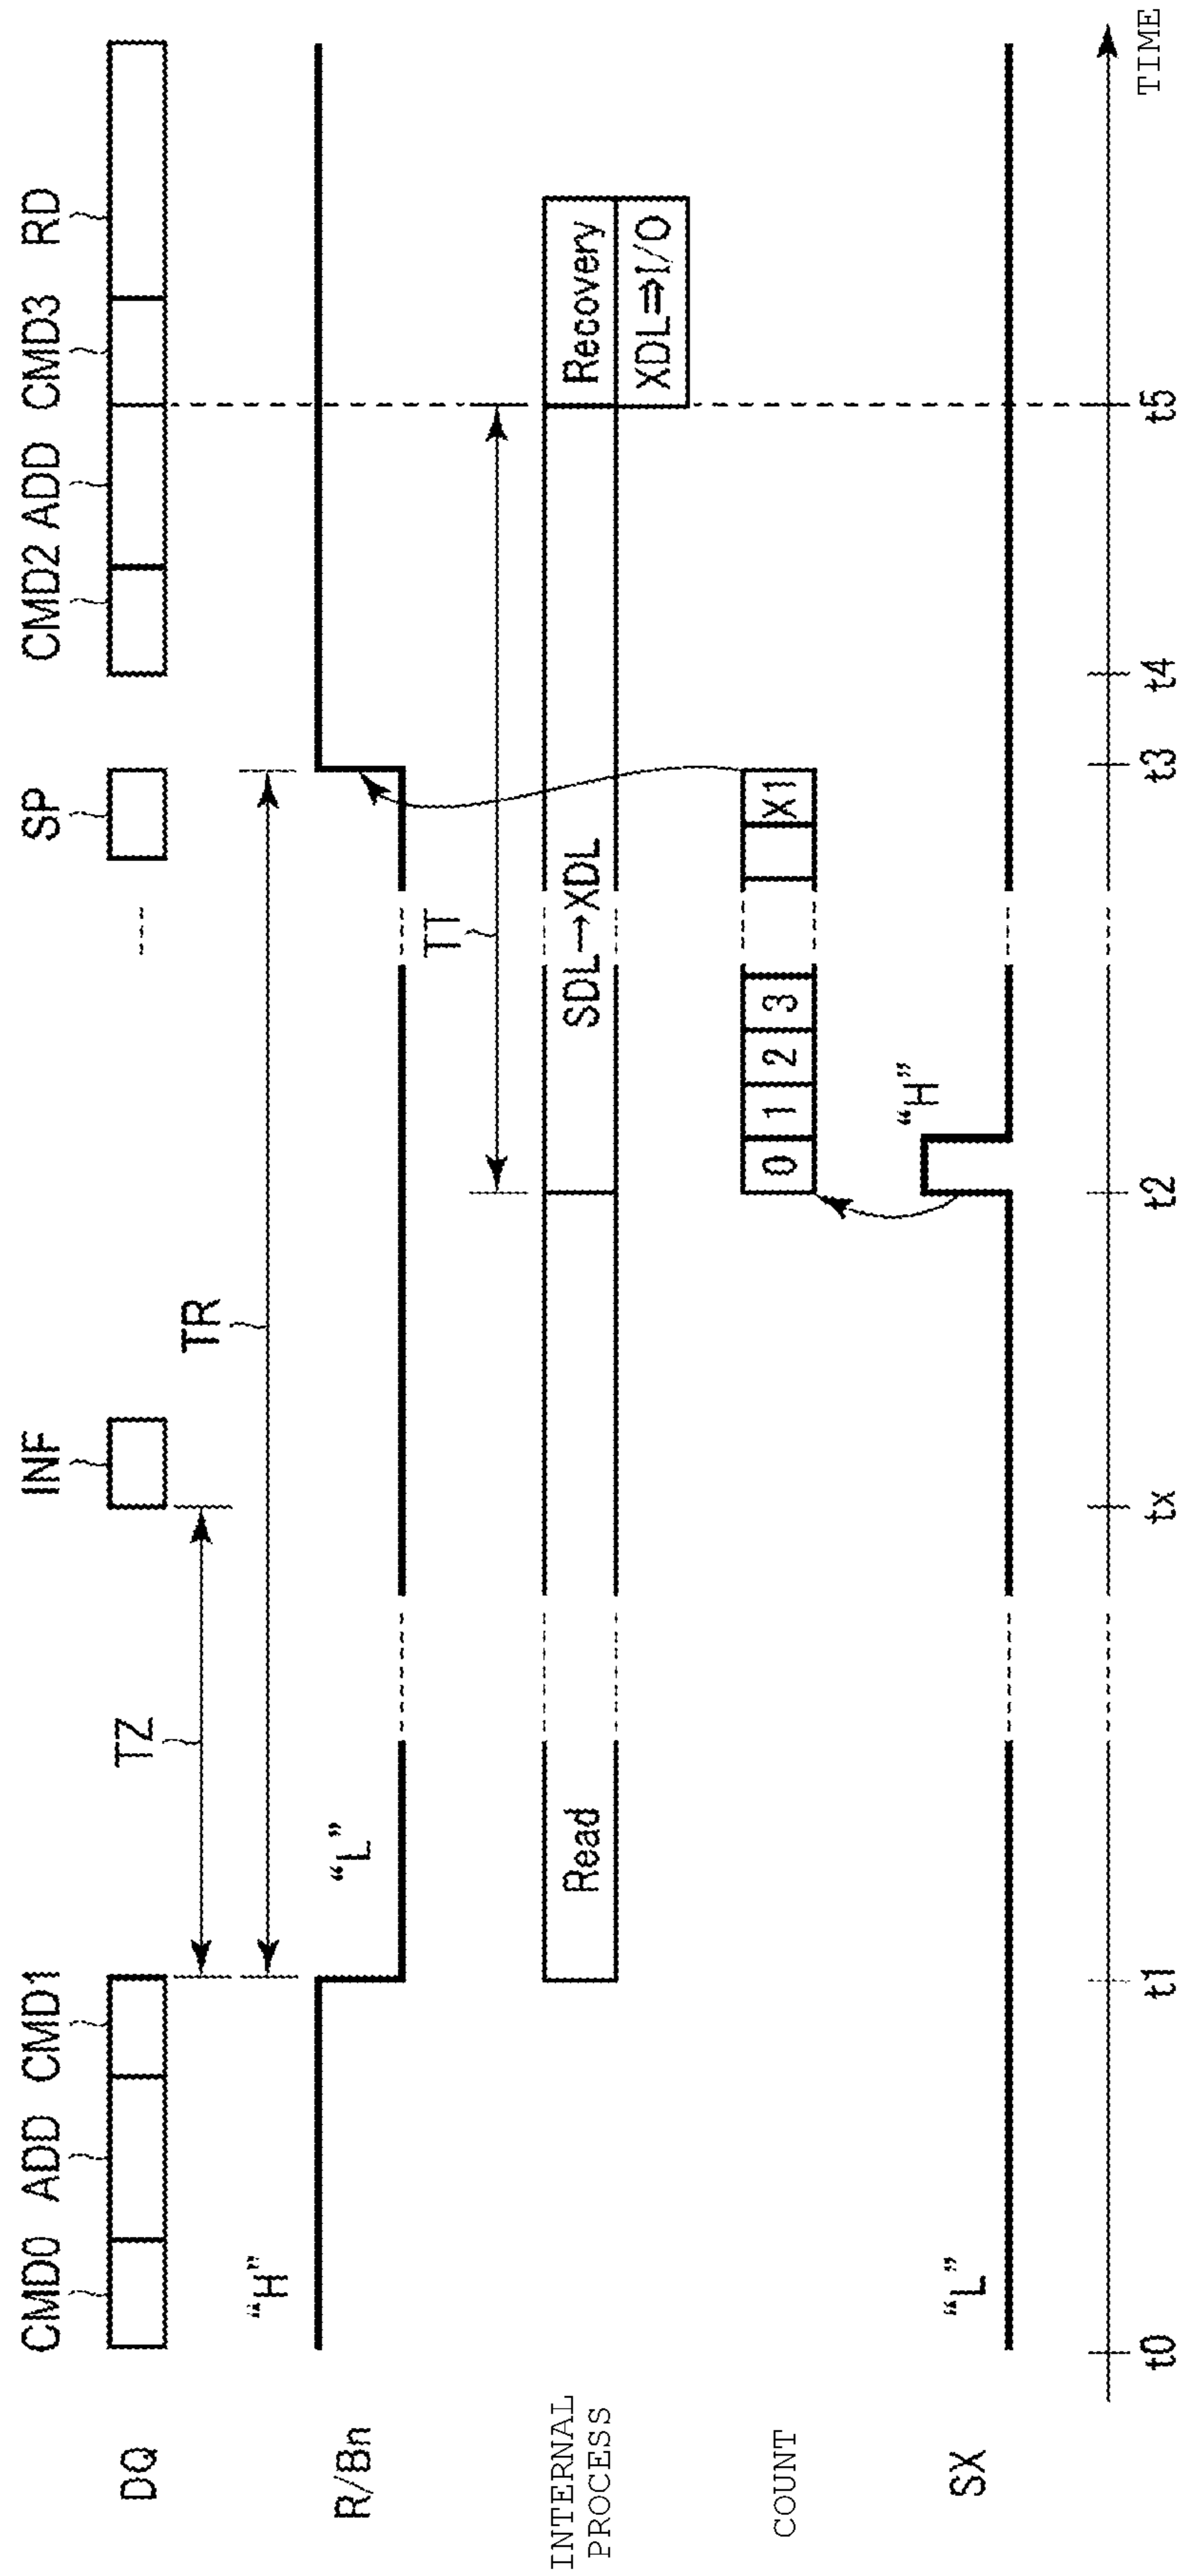 DQ
CMD0 ADD CMD1
INF
SP
CMD2 ADD CMD3 RD
TZ
TR
R/Bn
“H”
“L”
TT
INTERNAL
PROCESS
Read
SDL→XDL
Recovery
XDL⇒I/O
COUNT
0 1 2 3 X1
SX
“L”
“H”
t0 t1 tx t2 t3 t4 t5
TIME